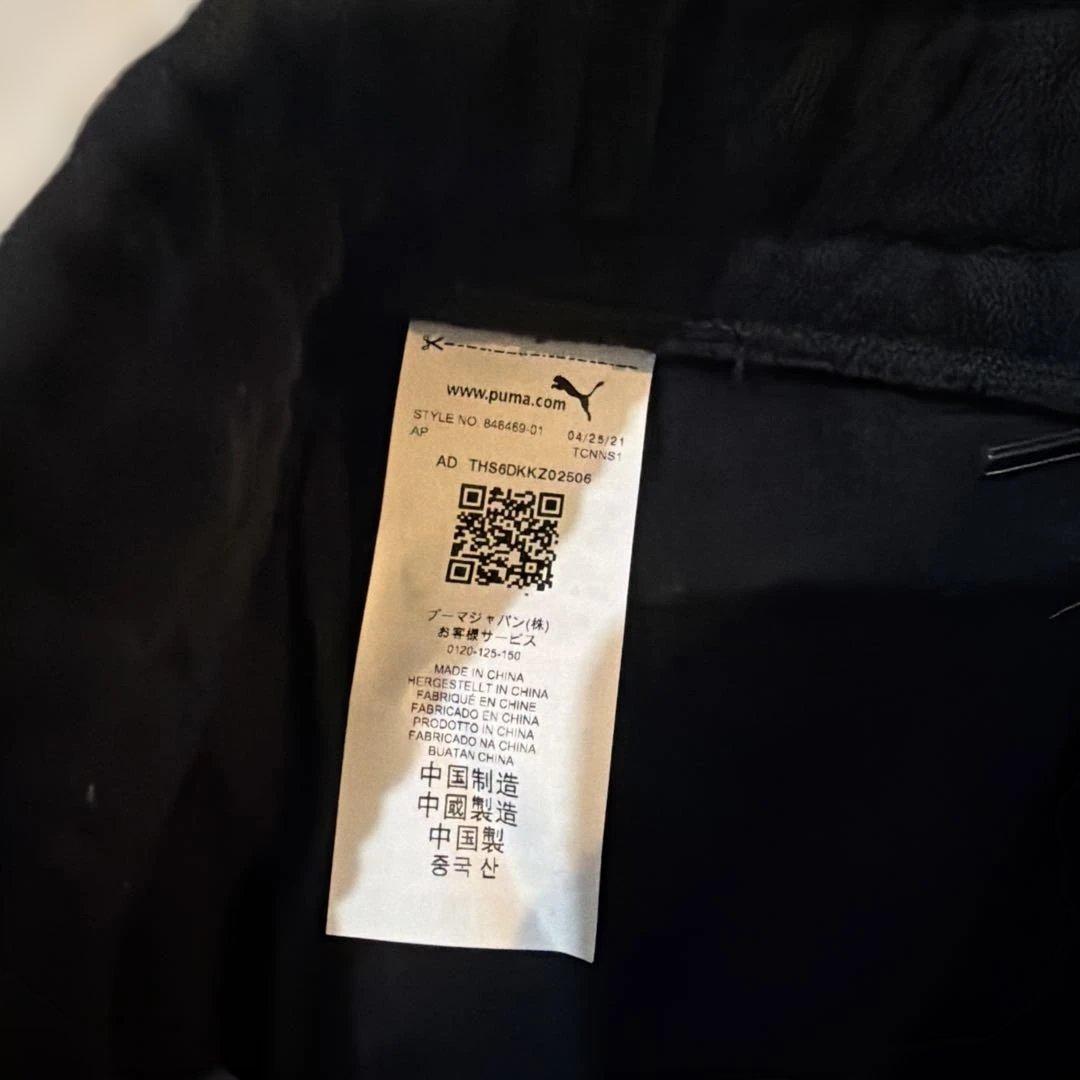 www.puma.com
STYLE NO. 846469-01 04/25/21
AP TCNNS1
AD THS6DKKZ02506
プーマジャパン(株)
お客様サービス
0120-125-150
MADE IN CHINA
HERGESTELLT IN CHINA
FABRIQUÉ EN CHINE
FABRICADO EN CHINA
PRODOTTO IN CHINA
FABRICADO NA CHINA
BUATAN CHINA
中国制造
中國製造
中国製
중국 산